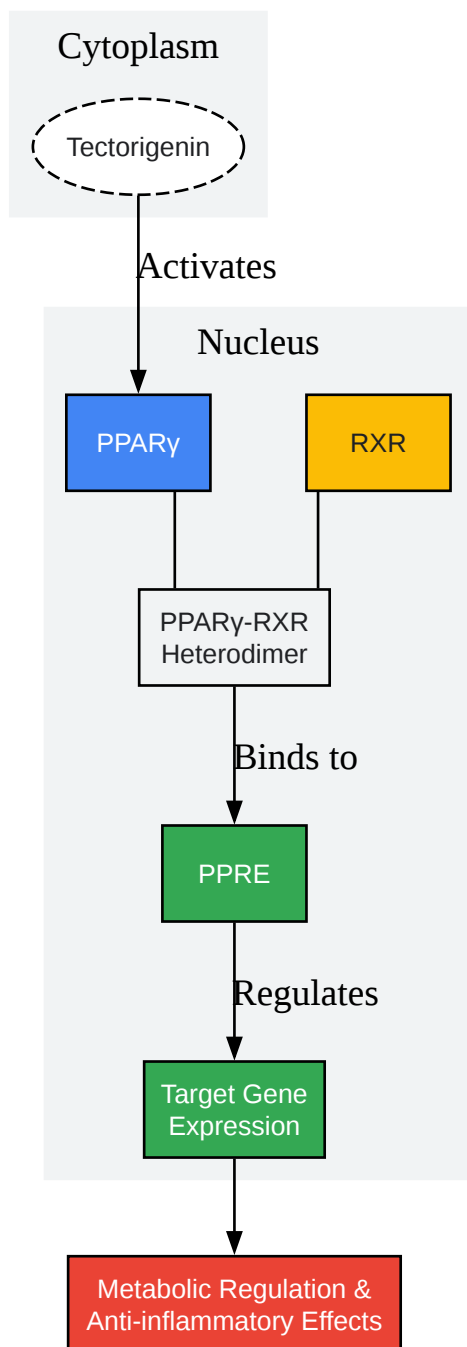 Cytoplasm
Tectorigenin
Activates
Nucleus
PPARγ
RXR
PPARγ-RXR
Heterodimer
Binds to
PPRE
Regulates
Target Gene
Expression
Metabolic Regulation &
Anti-inflammatory Effects